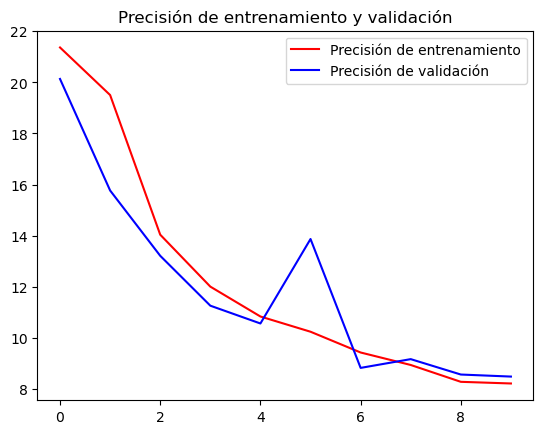 Precisión de entrenamiento y validación
Precisión de entrenamiento
Precisión de validación
22
20
18
16
14
12
10
8
0 2 4 6 8